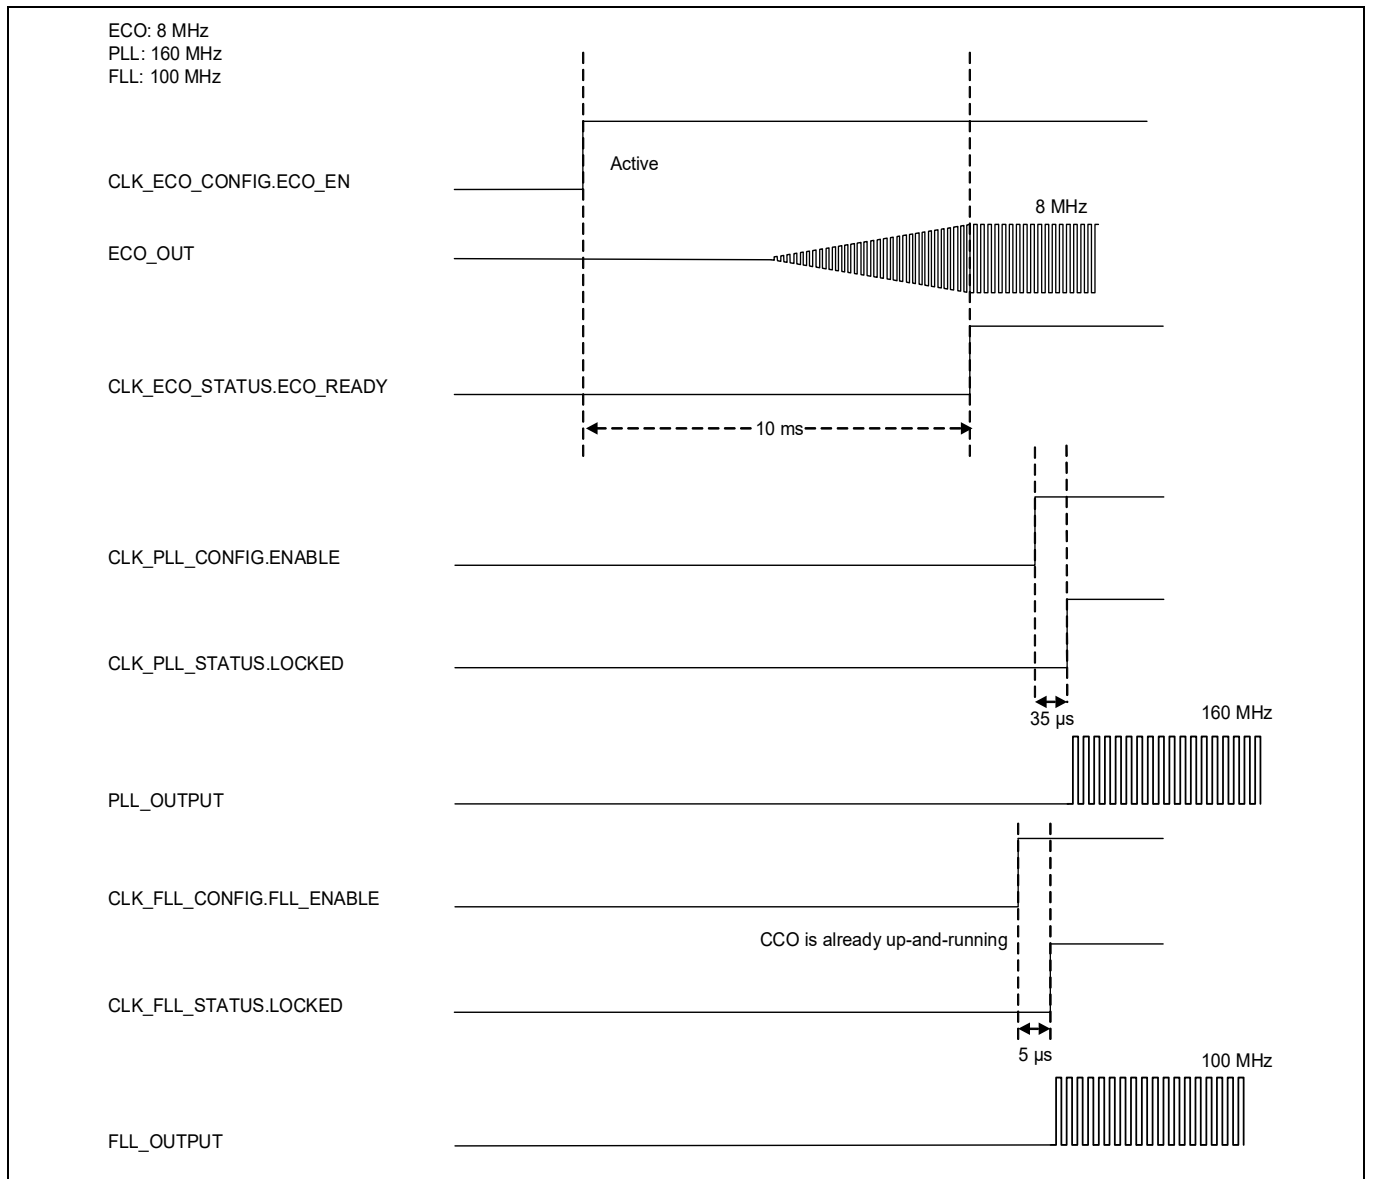 ECO: 8 MHz
PLL: 160 MHz
FLL: 100 MHz
Active
CLK_ECO_CONFIG.ECO_EN
8 MHz
ECO_OUT
CLK_ECO_STATUS.ECO_READY
10 ms
CLK_PLL_CONFIG.ENABLE
CLK_PLL_STATUS.LOCKED
35 µs
160 MHz
PLL_OUTPUT
CLK_FLL_CONFIG.FLL_ENABLE
CCO is already up-and-running
CLK_FLL_STATUS.LOCKED
5 µs
100 MHz
FLL_OUTPUT